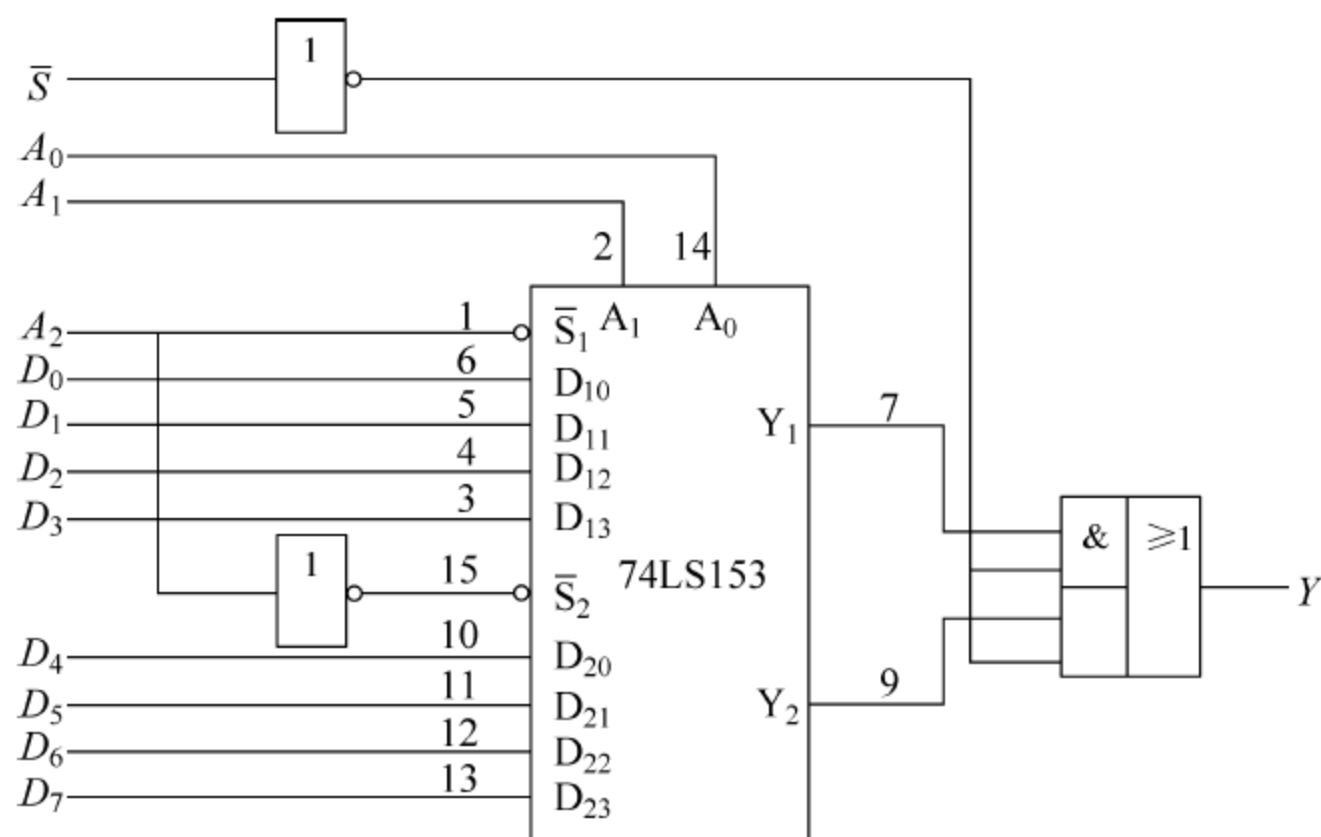 S̅ 1
A₀
A₁
2 14
A₂ 1 S̅₁ A₁ A₀
D₀ 6 D₁₀
D₁ 5 D₁₁ Y₁ 7
D₂ 4 D₁₂
D₃ 3 D₁₃ & ≥1
1 15 S̅₂ 74LS153 Y
D₄ 10 D₂₀
D₅ 11 D₂₁ Y₂ 9
D₆ 12 D₂₂
D₇ 13 D₂₃